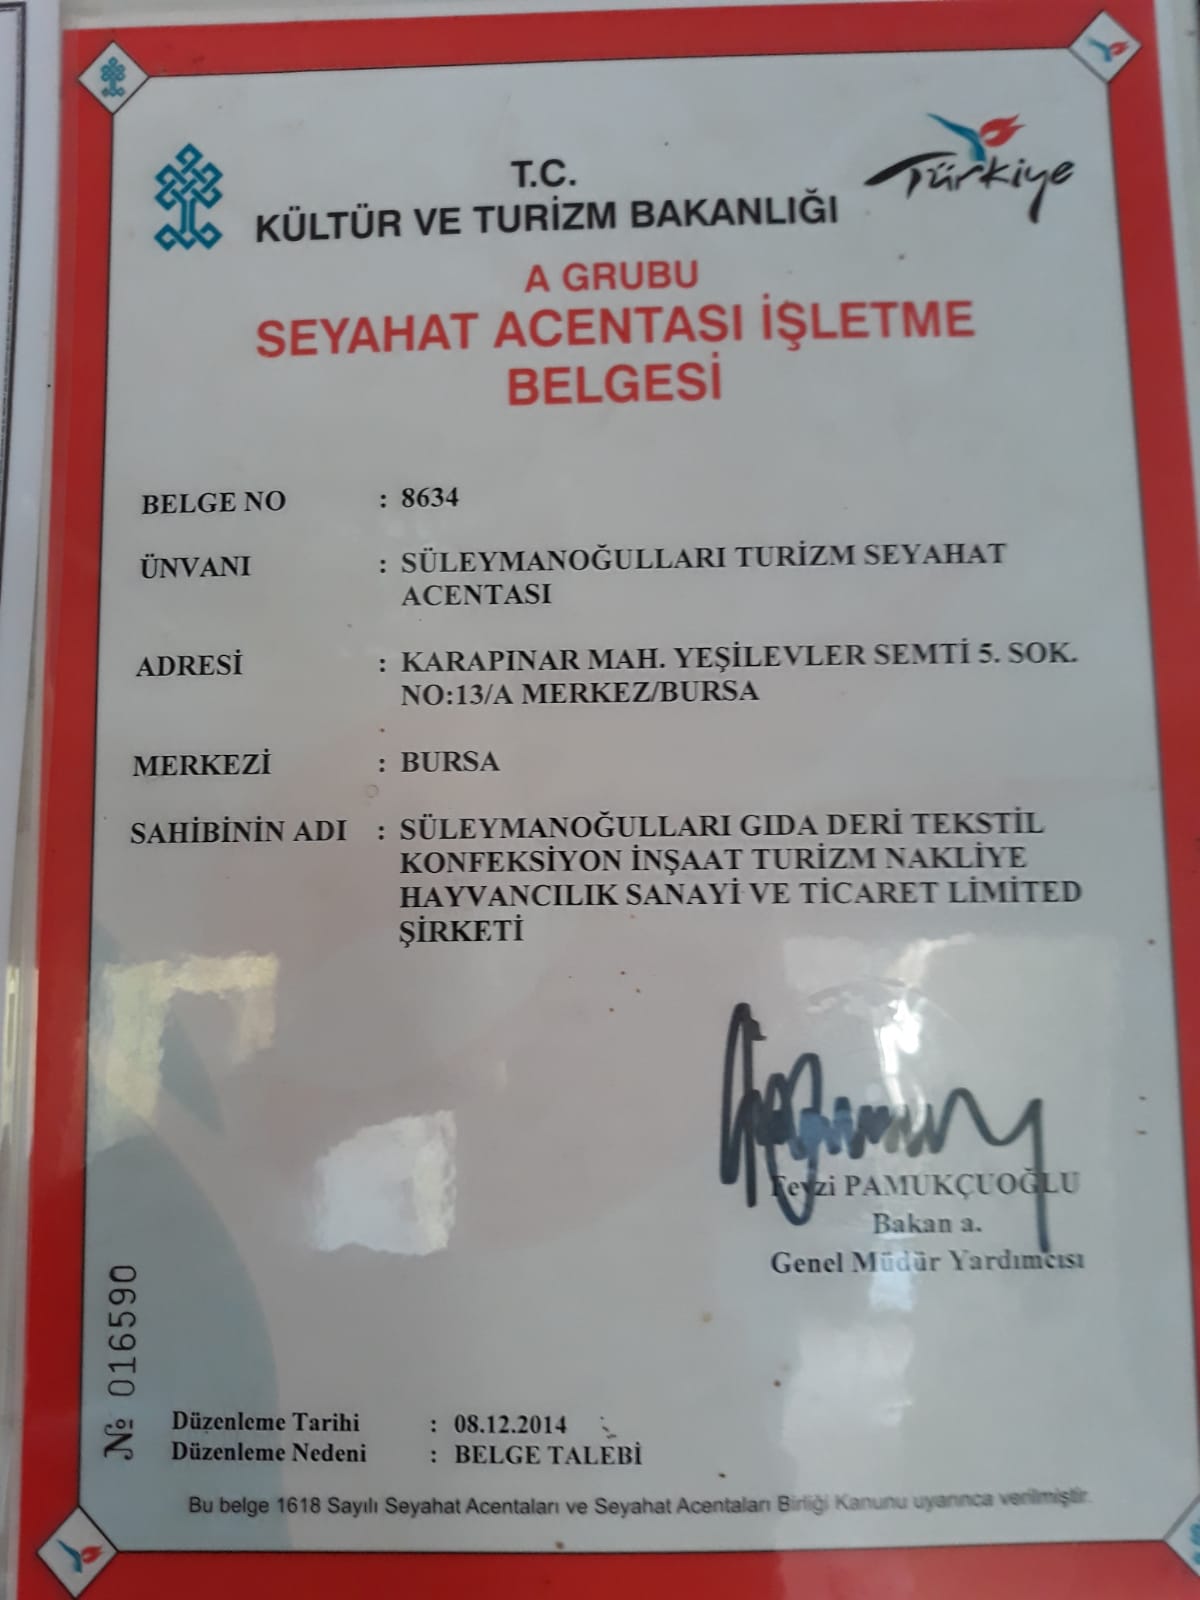 T.C.
Türkiye
KÜLTÜR VE TURİZM BAKANLIĞI
A GRUBU
SEYAHAT ACENTASI İŞLETME
BELGESİ
BELGE NO : 8634
ÜNVANI : SÜLEYMANOĞULLARI TURİZM SEYAHAT
ACENTASI
ADRESİ : KARAPINAR MAH. YEŞİLEVLER SEMTİ 5. SOK.
NO:13/A MERKEZ/BURSA
MERKEZİ : BURSA
SAHİBİNİN ADI : SÜLEYMANOĞULLARI GIDA DERİ TEKSTİL
KONFEKSİYON İNŞAAT TURİZM NAKLİYE
HAYVANCILIK SANAYİ VE TİCARET LİMİTED
ŞİRKETİ
Fevzi PAMUKÇUOĞLU
Bakan a.
Genel Müdür Yardımcısı
№ 016590
Düzenleme Tarihi : 08.12.2014
Düzenleme Nedeni : BELGE TALEBİ
Bu belge 1618 Sayılı Seyahat Acentaları ve Seyahat Acentaları Birliği Kanunu uyarınca verilmiştir.